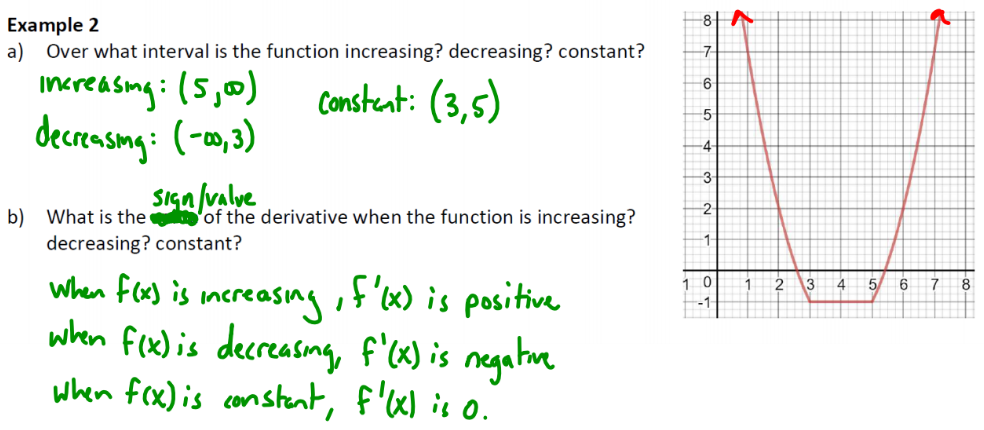 Example 2
a) Over what interval is the function increasing? decreasing? constant?
increasing: (5,∞)
constant: (3,5)
decreasing: (-∞,3)
sign/value
b) What is the of the derivative when the function is increasing?
decreasing? constant?
When f(x) is increasing, f'(x) is positive
when f(x) is decreasing, f'(x) is negative
When f(x) is constant, f'(x) is 0.
8
7
6
5
4
3
2
1
1 0 1 2 3 4 5 6 7 8
-1